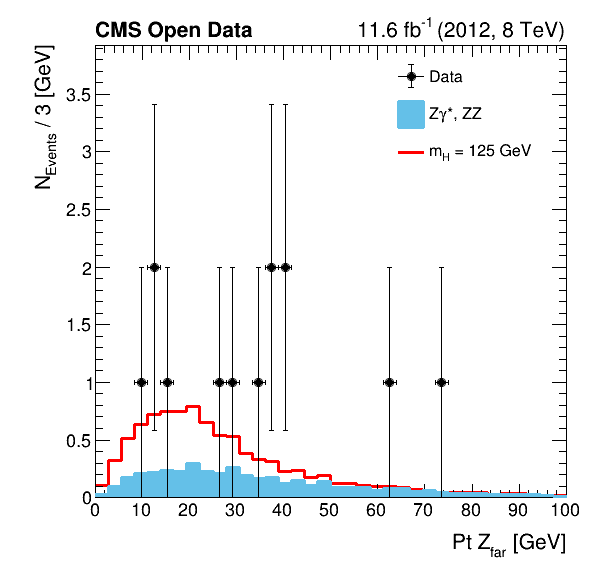 CMS Open Data
11.6 fb⁻¹ (2012, 8 TeV)
N_Events / 3 [GeV]
Data
Zγ*, ZZ
m_H = 125 GeV
3.5
3
2.5
2
1.5
1
0.5
0
0 10 20 30 40 50 60 70 80 90 100
Pt Z_far [GeV]